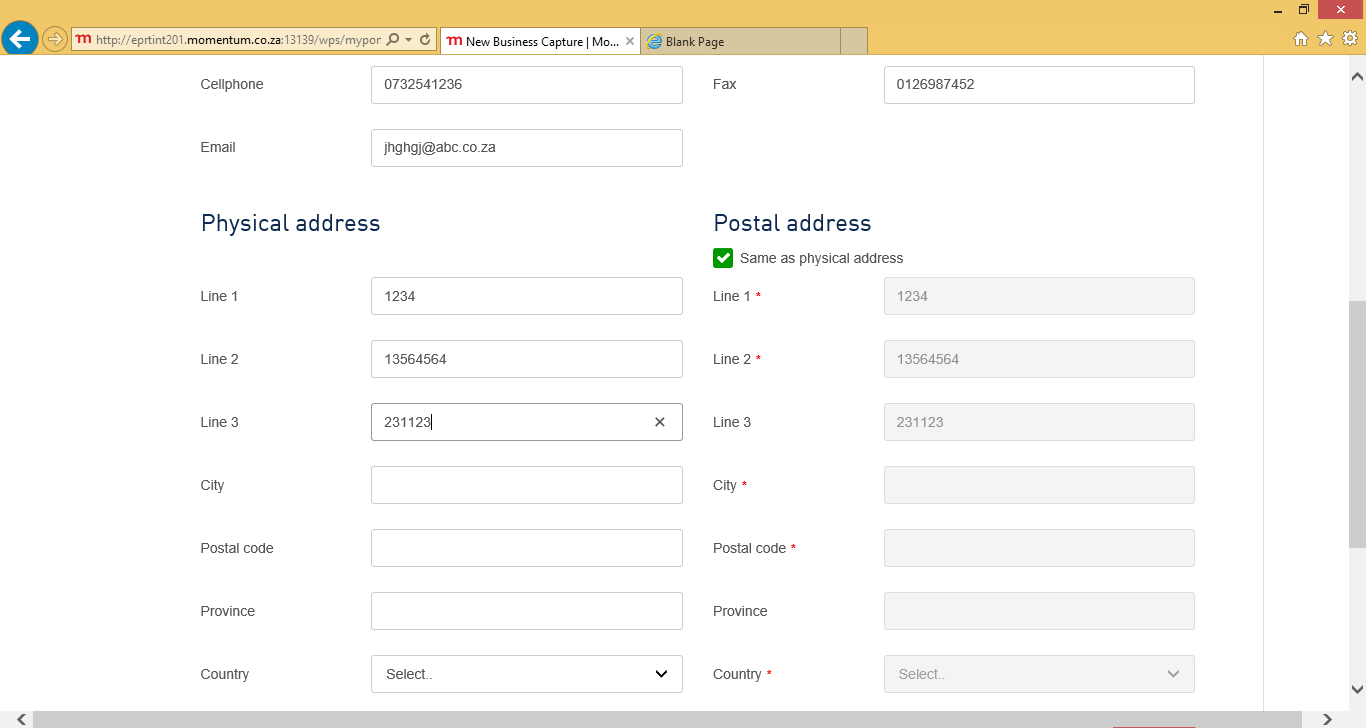 http://eprtint201.momentum.co.za:13139/wps/mypor
m New Business Capture | Mo...
Blank Page
Cellphone 0732541236 Fax 0126987452
Email jhghgj@abc.co.za
Physical address Postal address
Same as physical address
Line 1 1234 Line 1 * 1234
Line 2 13564564 Line 2 * 13564564
Line 3 231123 Line 3 231123
City City *
Postal code Postal code *
Province Province
Country Select.. Country * Select..